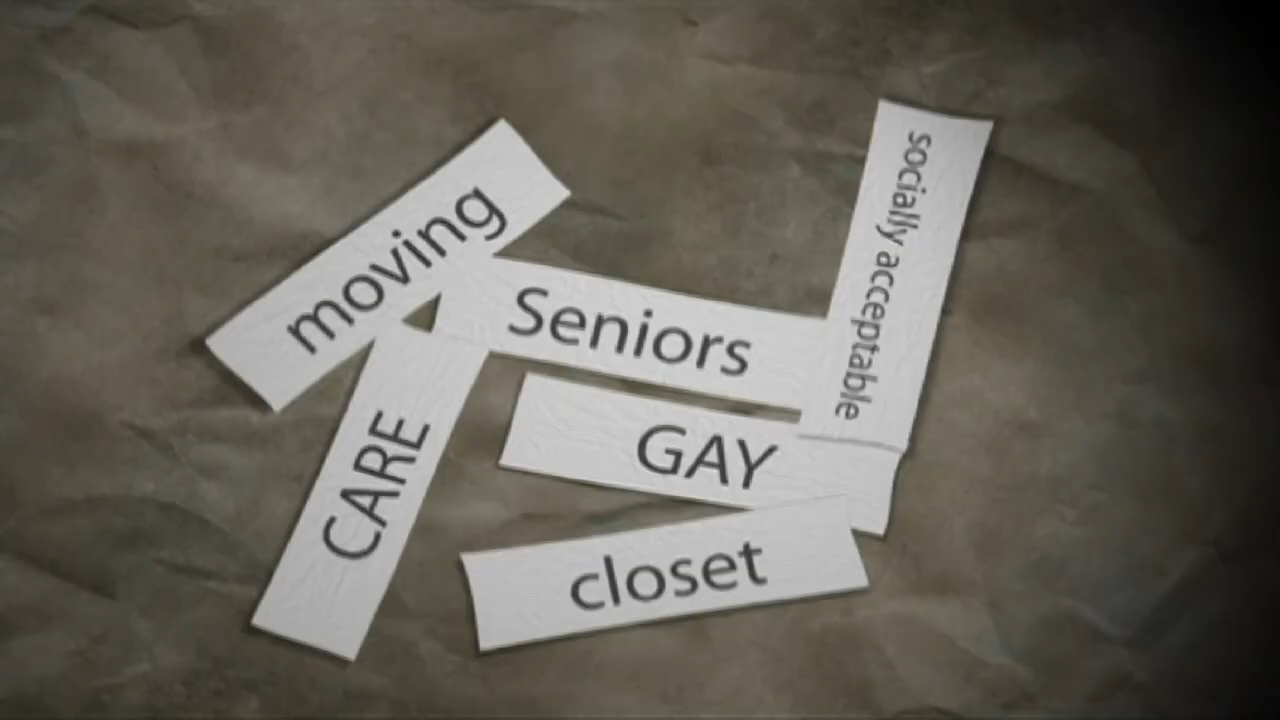 moving
Seniors
socially acceptable
GAY
CARE
closet